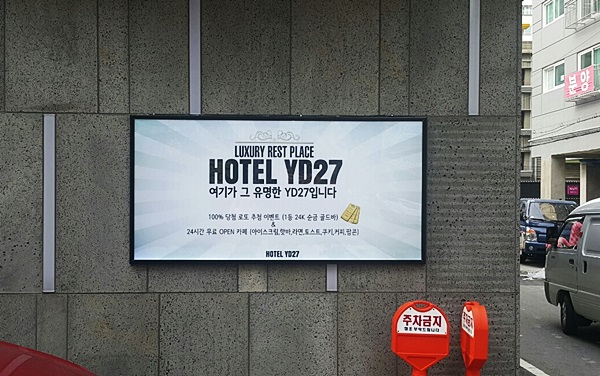 LUXURY REST PLACE
HOTEL YD27
여기가 그 유명한 YD27입니다
100% 당첨 로또 추첨 이벤트 (1등 24K 순금 골드바)
&
24시간 무료 OPEN 카페 (아이스크림,핫바,라면,토스트,쿠키,커피,팝콘)
HOTEL YD27
주차금지
분양